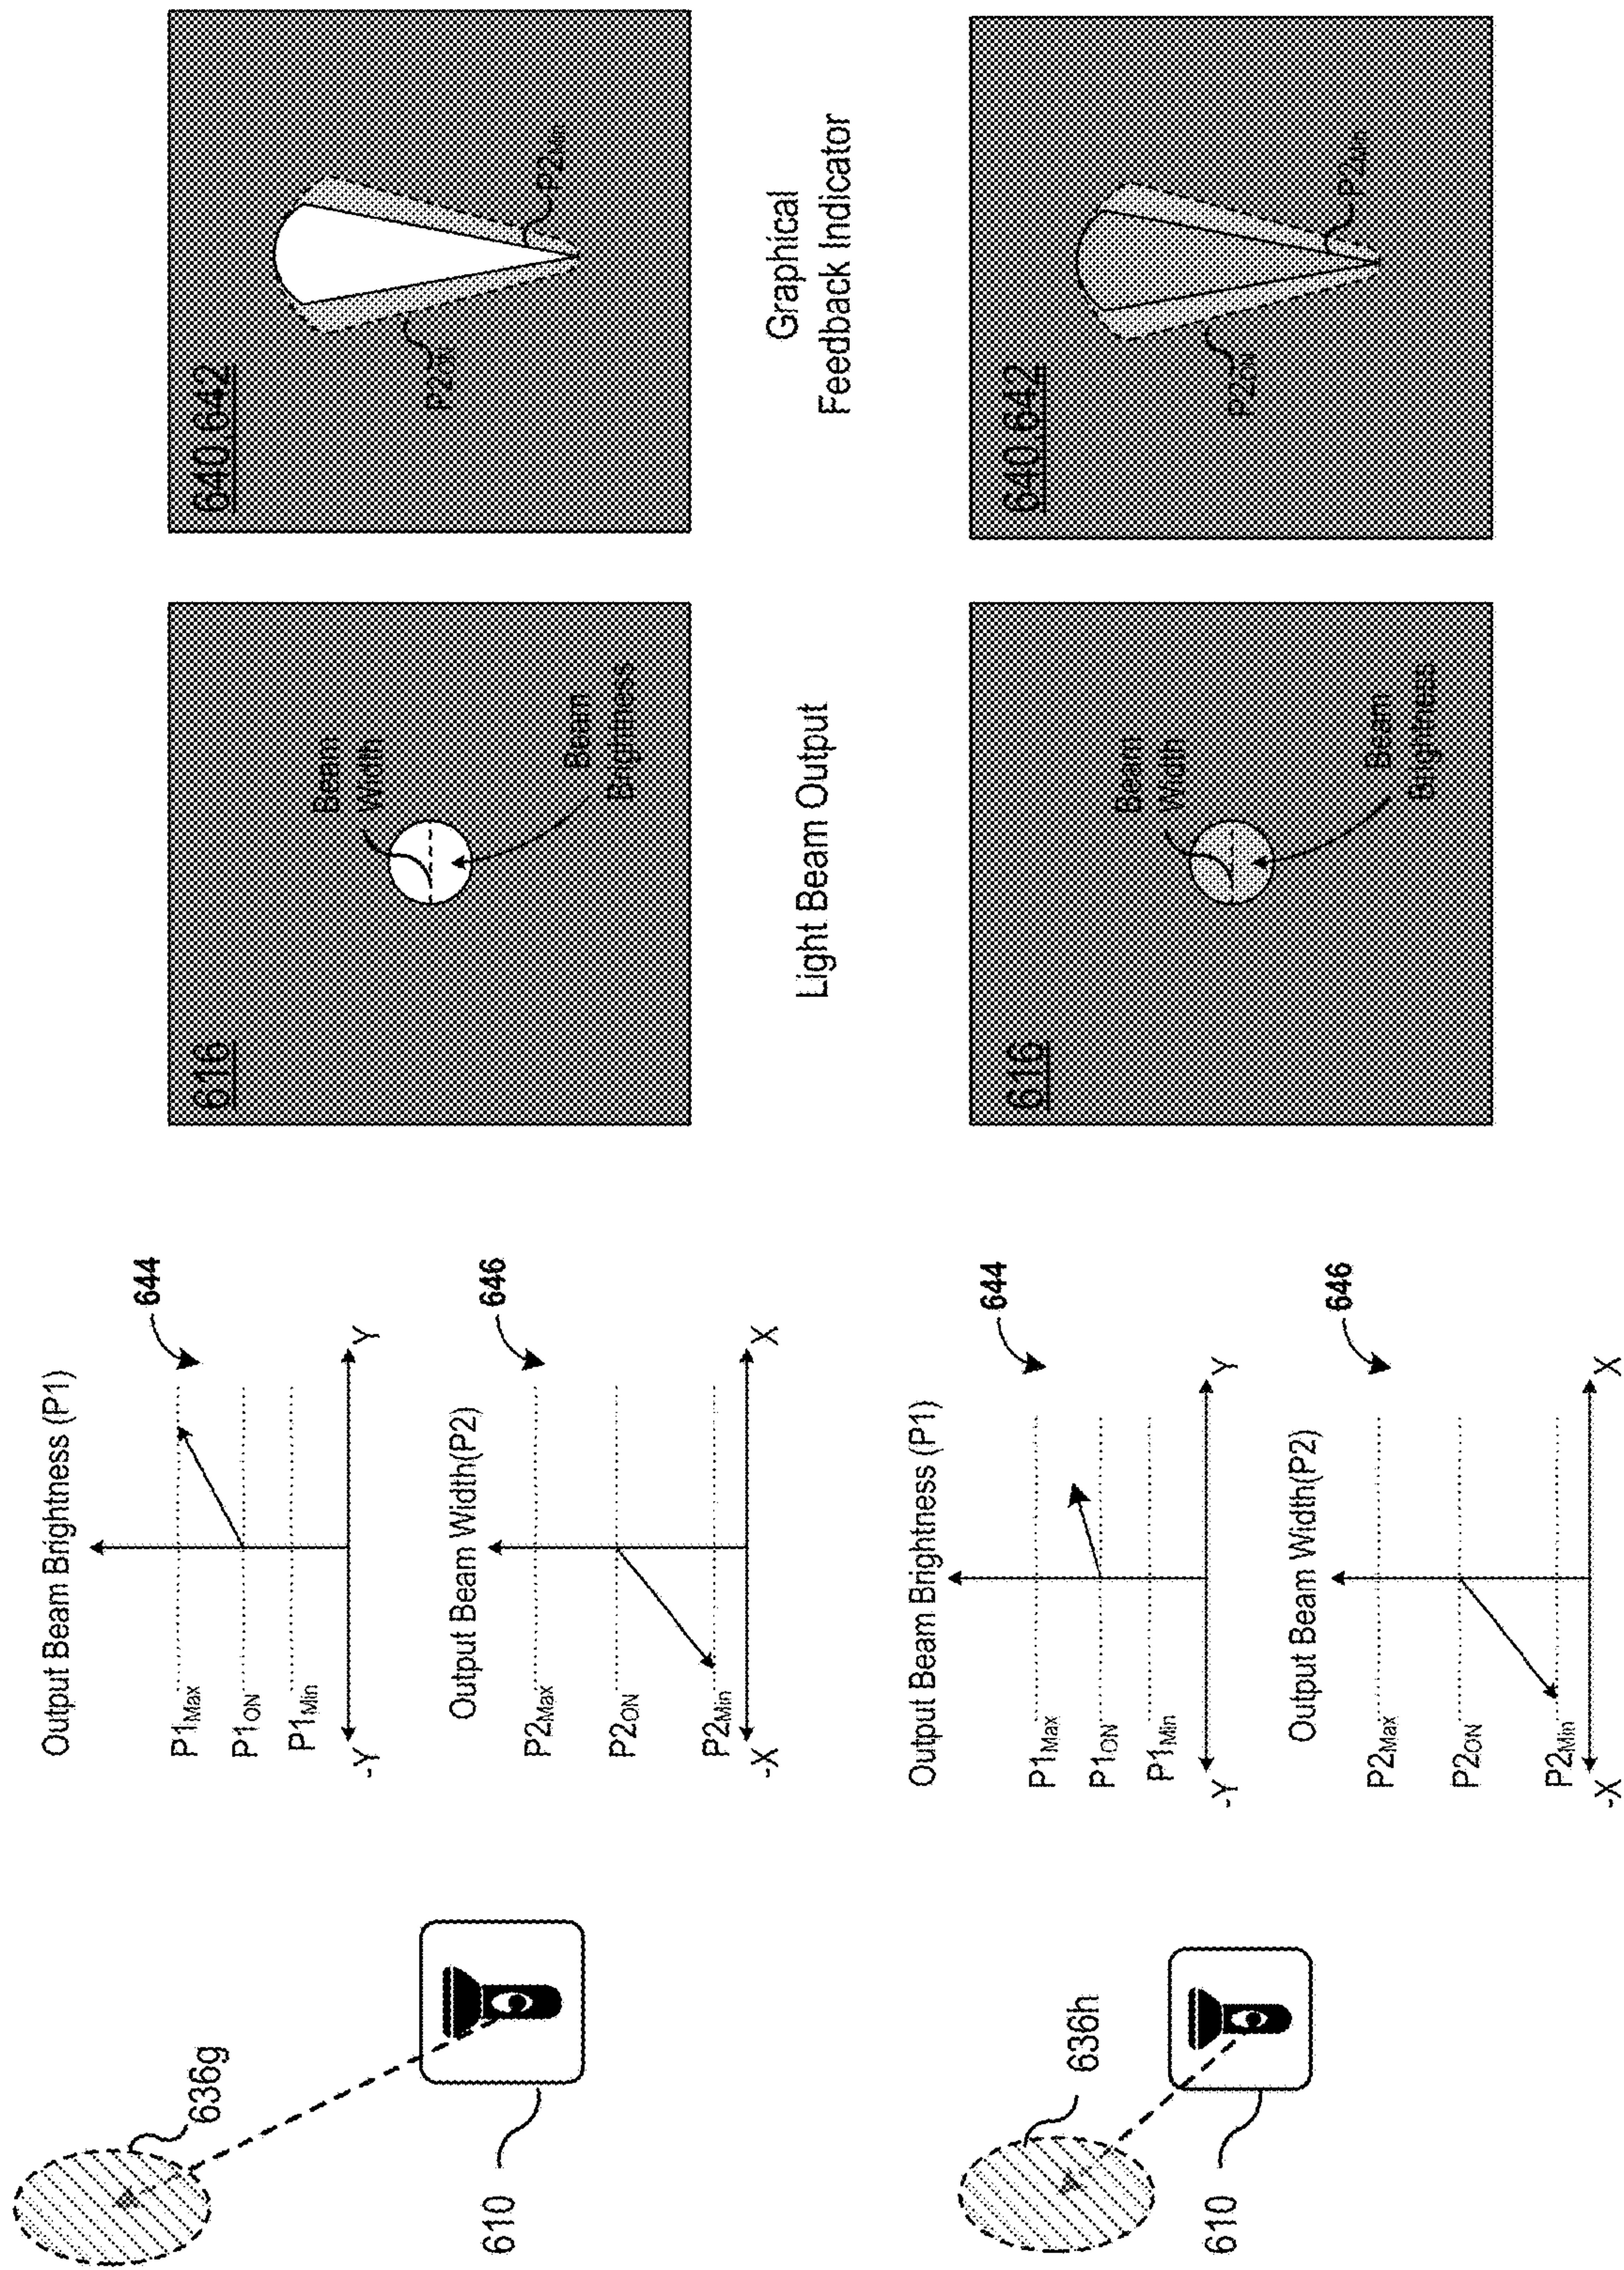 636g
610
Output Beam Brightness (P1)
644
P1Max
P1ON
P1Min
-Y
Y
Output Beam Width(P2)
646
P2Max
P2ON
P2Min
-X
X
616
Beam
Width
Beam
Brightness
640,642
P2ON
P2Min
Light Beam Output
Graphical
Feedback Indicator
636h
610
Output Beam Brightness (P1)
644
P1Max
P1ON
P1Min
-Y
Y
Output Beam Width(P2)
646
P2Max
P2ON
P2Min
-X
X
616
Beam
Width
Beam
Brightness
640,642
P2ON
P2Min